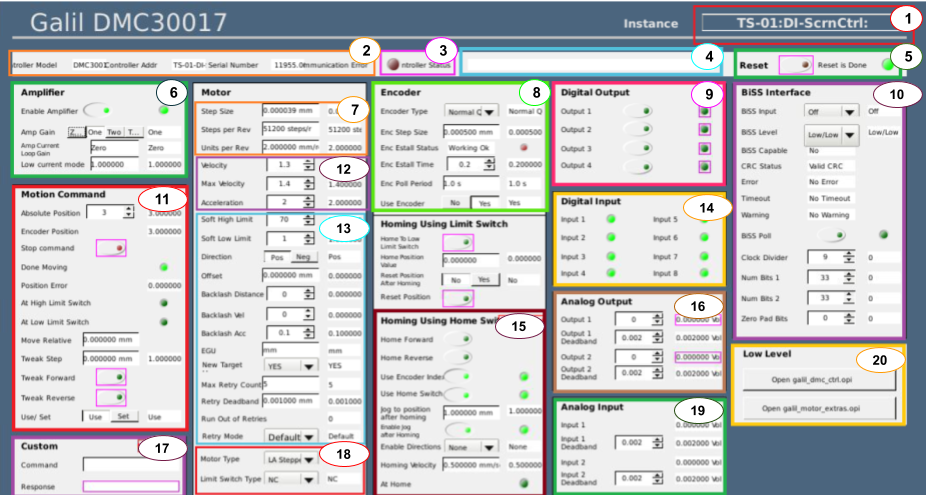 Galil DMC30017
Instance
TS-01:DI-ScrnCtrl:
1
2
3
4
5
troller Model
Controller Addr
TS-01-DI-
Serial Number
11955.0
mmunication Error
ntroller Status
Reset
Reset is Done
Amplifier
6
Enable Amplifier
Amp Gain
Z...
One
Two
T...
One
Amp Current
Loop Gain
Zero
Zero
Low current mode
1.000000
1.000000
Motion Command
11
Absolute Position
3
3.000000
Encoder Position
3.000000
Stop command
Done Moving
Position Error
0.000000
At High Limit Switch
At Low Limit Switch
Move Relative
0.000000 mm
Tweak Step
0.000000 mm
1.000000
Tweak Forward
Tweak Reverse
Use/ Set
Use
Set
Use
Custom
17
Command
Response
Motor
7
Step Size
0.000039 mm
0.0000
Steps per Rev
51200 steps/r
51200 ste
Units per Rev
2.000000 mm/r
2.000000
12
Velocity
1.3
Max Velocity
1.4
1.400000
Acceleration
2
2.000000
Soft High Limit
70
13
Soft Low Limit
1
Direction
Pos
Neg
Pos
Offset
0.000000 mm
0.000000
Backlash Distance
0
0.000000
Backlash Vel
0
0.000000
Backlash Acc
0.1
0.100000
EGU
mm
mm
New Target
YES
YES
Max Retry Count
5
5
Retry Deadband
0.001000 mm
0.001000
Run Out of Retries
0
Retry Mode
Default
Default
18
Motor Type
LA Steppe
Limit Switch Type
NC
NC
Encoder
8
Encoder Type
Normal Q
Normal Q
Enc Step Size
0.000500 mm
0.000500
Enc Estall Status
Working Ok
Enc Estall Time
0.2
0.200000
Enc Poll Period
1.0 s
1.0 s
Use Encoder
No
Yes
Yes
Homing Using Limit Switch
Home To Low
Limit Switch
Home Position
Value
0.000000
0.000000
Reset Position
After Homing
No
Yes
No
Reset Position
Homing Using Home Swi
15
Home Forward
Home Reverse
Use Encoder Index
Use Home Switch
Jog to position
after homing
1.000000 mm
1.000000
Enable Jog
after Homing
Enable Directions
None
None
Homing Velocity
0.500000 mm/s
0.500000
At Home
Digital Output
9
Output 1
Output 2
Output 3
Output 4
Digital Input
14
Input 1
Input 5
Input 2
Input 6
Input 3
Input 7
Input 4
Input 8
Analog Output
16
Output 1
0
0.000000 Vol
Output 1
Deadband
0.002
0.002000 Vol
Output 2
0
0.000000 Vol
Output 2
Deadband
0.002
0.002000 Vol
Analog Input
19
Input 1
0.000000 Vol
Input 1
Deadband
0.002
0.002000 Vol
Input 2
0.000000 Vol
Input 2
Deadband
0.002
0.002000 Vol
BiSS Interface
10
BiSS Input
Off
Off
BiSS Level
Low/Low
Low/Low
BiSS Capable
No
CRC Status
Valid CRC
Error
No Error
Timeout
No Timeout
Warning
No Warning
BiSS Poll
Clock Divider
9
0
Num Bits 1
33
0
Num Bits 2
33
0
Zero Pad Bits
0
0
Low Level
20
Open galil_dmc_ctrl.opi
Open galil_motor_extras.opi